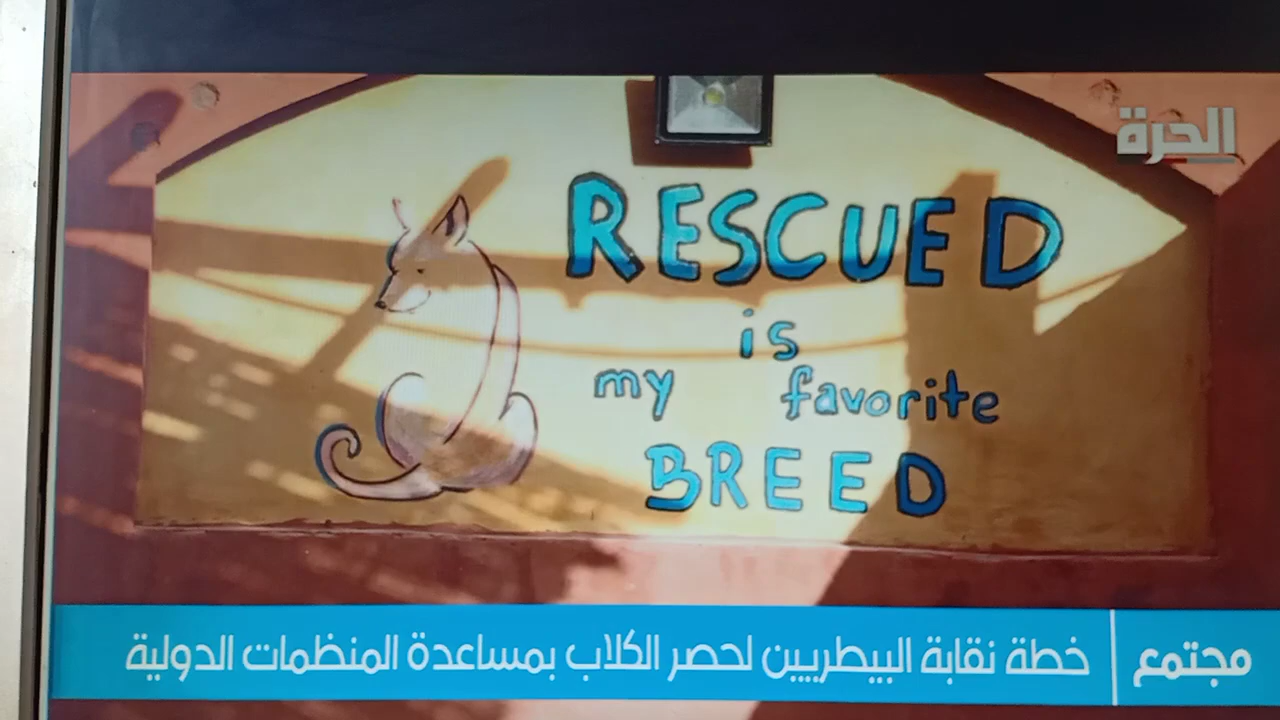 الحرة
RESCUED
is
my favorite
BREED
مجتمع
خطة نقابة البيطريين لحصر الكلاب بمساعدة المنظمات الدولية